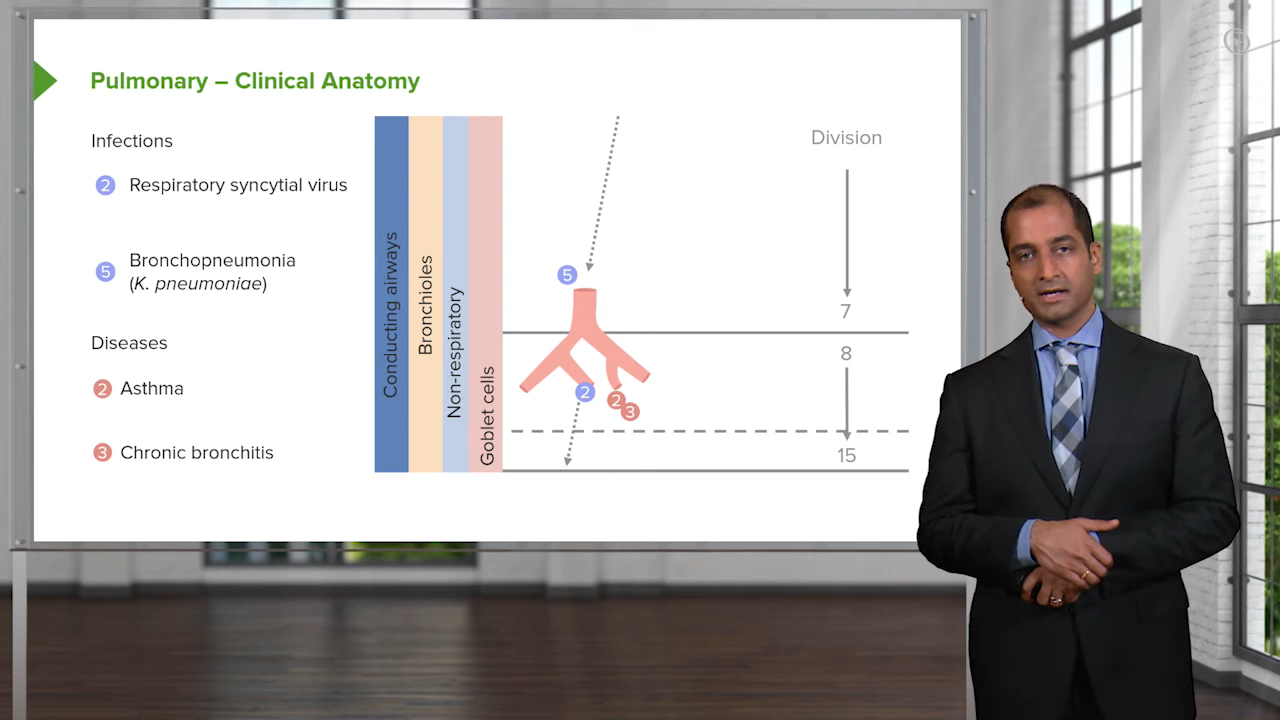 Pulmonary – Clinical Anatomy
Infections
2 Respiratory syncytial virus
5 Bronchopneumonia
(K. pneumoniae)
Diseases
2 Asthma
3 Chronic bronchitis
Conducting airways
Bronchioles
Non-respiratory
Goblet cells
5
2
2
3
Division
7
8
15